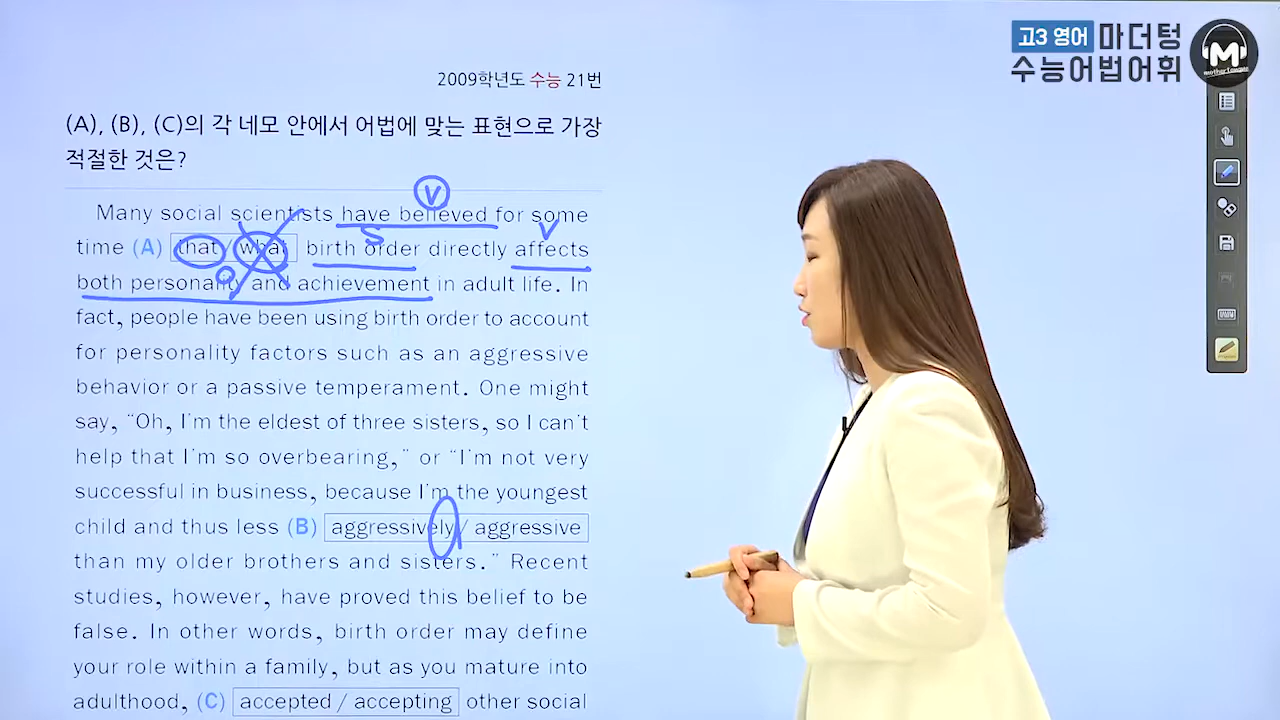 고3 영어 마더텅
수능어법어휘
M
mothertongue
2009학년도 수능 21번
(A), (B), (C)의 각 네모 안에서 어법에 맞는 표현으로 가장
적절한 것은?
V
Many social scientists have believed for some
S V
time (A) that / what birth order directly affects
O
both personality and achievement in adult life. In
fact, people have been using birth order to account
for personality factors such as an aggressive
behavior or a passive temperament. One might
say, “Oh, I'm the eldest of three sisters, so I can't
help that I'm so overbearing,” or “I'm not very
successful in business, because I'm the youngest
child and thus less (B) aggressively / aggressive
than my older brothers and sisters.” Recent
studies, however, have proved this belief to be
false. In other words, birth order may define
your role within a family, but as you mature into
adulthood, (C) accepted / accepting other social